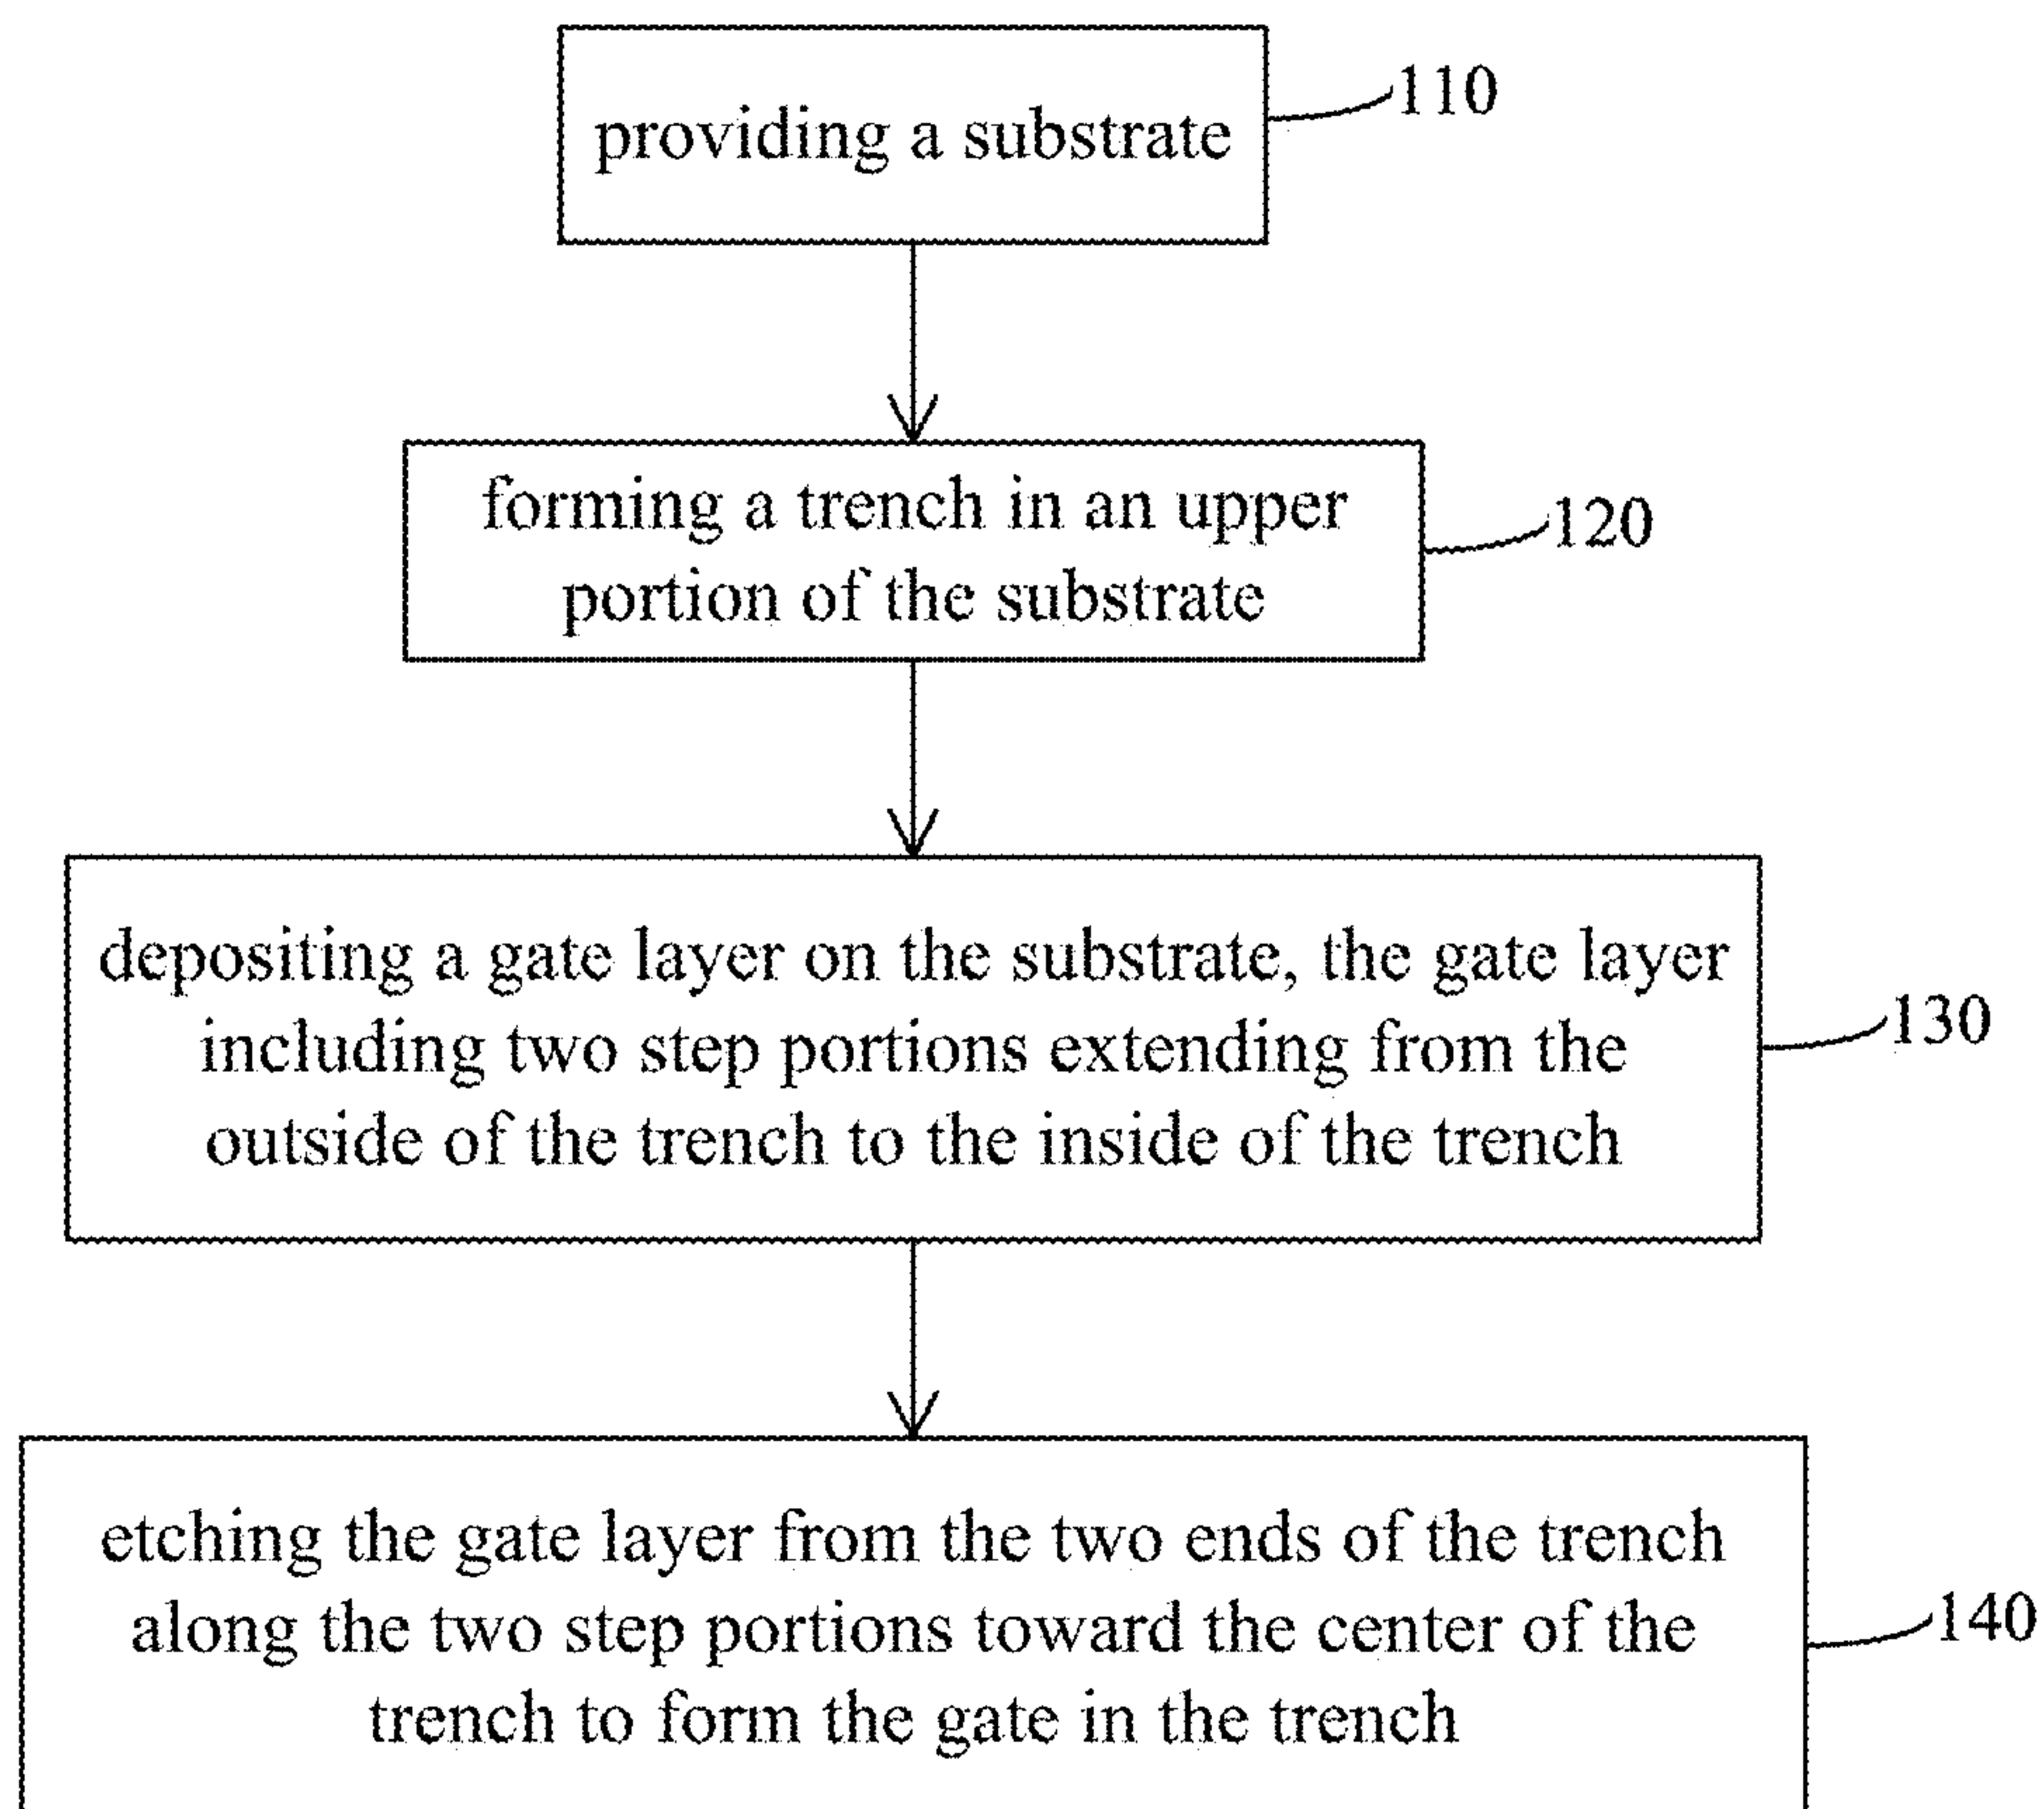 providing a substrate
110
forming a trench in an upper
portion of the substrate
120
depositing a gate layer on the substrate, the gate layer
including two step portions extending from the
outside of the trench to the inside of the trench
130
etching the gate layer from the two ends of the trench
along the two step portions toward the center of the
trench to form the gate in the trench
140